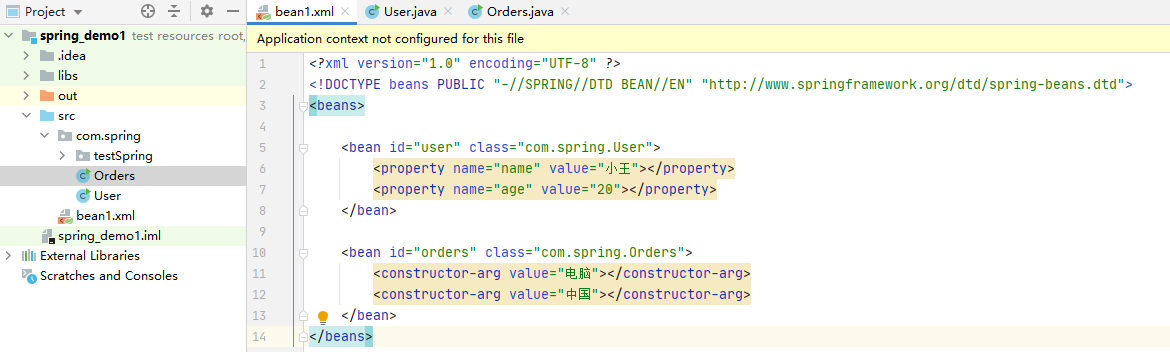 Project
bean1.xml
User.java
Orders.java
spring_demo1 test resources root,
.idea
libs
out
src
com.spring
testSpring
Orders
User
bean1.xml
spring_demo1.iml
External Libraries
Scratches and Consoles
Application context not configured for this file
1 <?xml version="1.0" encoding="UTF-8" ?>
2 <!DOCTYPE beans PUBLIC "-//SPRING//DTD BEAN//EN" "http://www.springframework.org/dtd/spring-beans.dtd">
3 <beans>
4
5 <bean id="user" class="com.spring.User">
6 <property name="name" value="小王"></property>
7 <property name="age" value="20"></property>
8 </bean>
9
10 <bean id="orders" class="com.spring.Orders">
11 <constructor-arg value="电脑"></constructor-arg>
12 <constructor-arg value="中国"></constructor-arg>
13 </bean>
14 </beans>